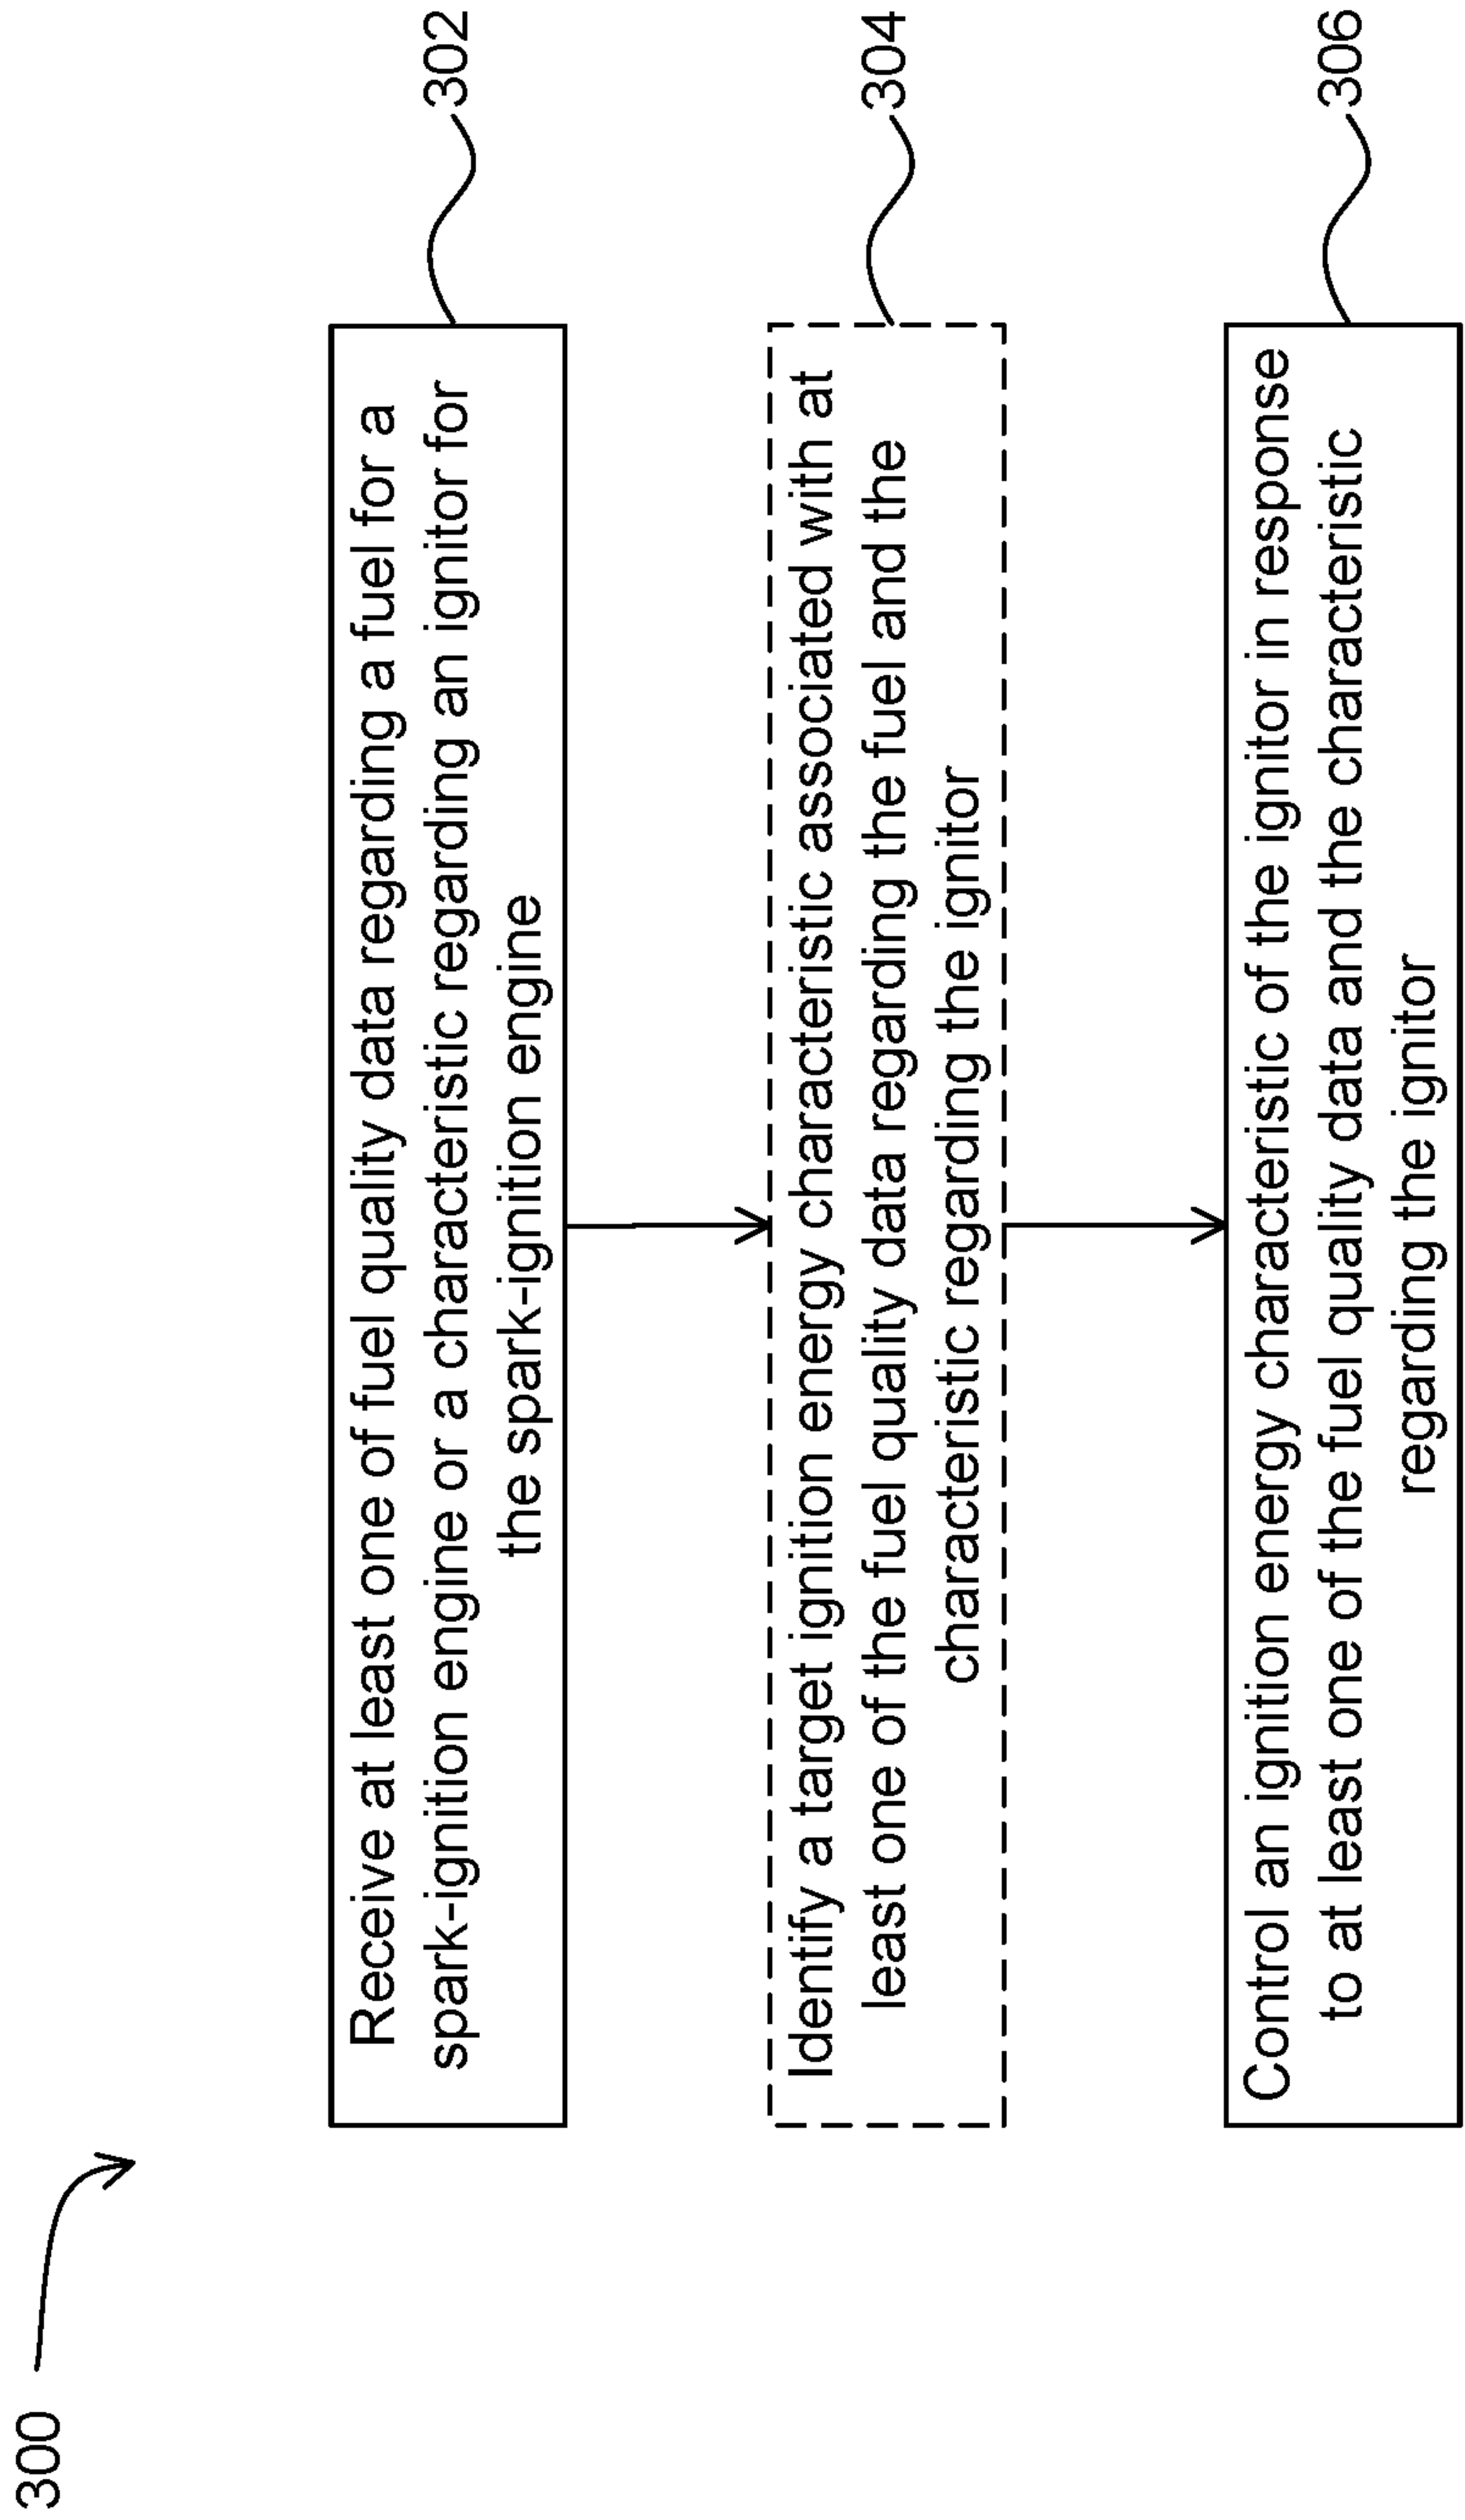 300
Receive at least one of fuel quality data regarding a fuel for a
spark-ignition engine or a characteristic regarding an ignitor for
the spark-ignition engine
302
Identify a target ignition energy characteristic associated with at
least one of the fuel quality data regarding the fuel and the
characteristic regarding the ignitor
304
Control an ignition energy characteristic of the ignitor in response
to at least one of the fuel quality data and the characteristic
regarding the ignitor
306